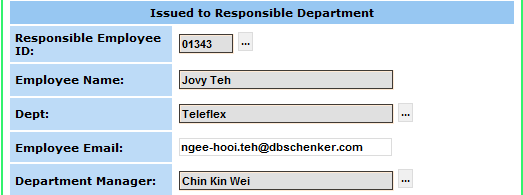 Issued to Responsible Department
Responsible Employee ID: 01343 ...
Employee Name: Jovy Teh
Dept: Teleflex ...
Employee Email: ngee-hooi.teh@dbschenker.com
Department Manager: Chin Kin Wei ...